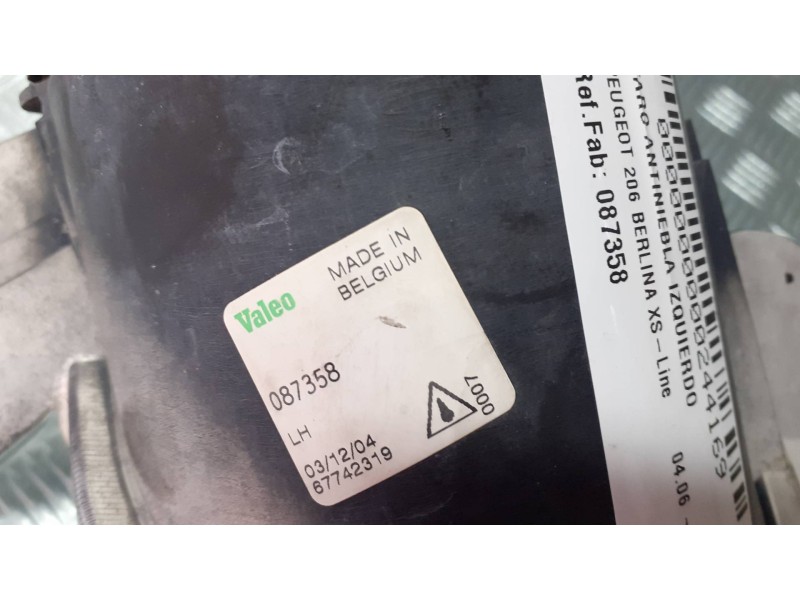 Valeo
MADE IN
BELGIUM
087358
LH
03/12/04
67742319
0007
FARO ANTINIEBLA IZQUIERDO
PEUGEOT 206 BERLINA XS-Line
04.06 -
Ref.Fab: 087358